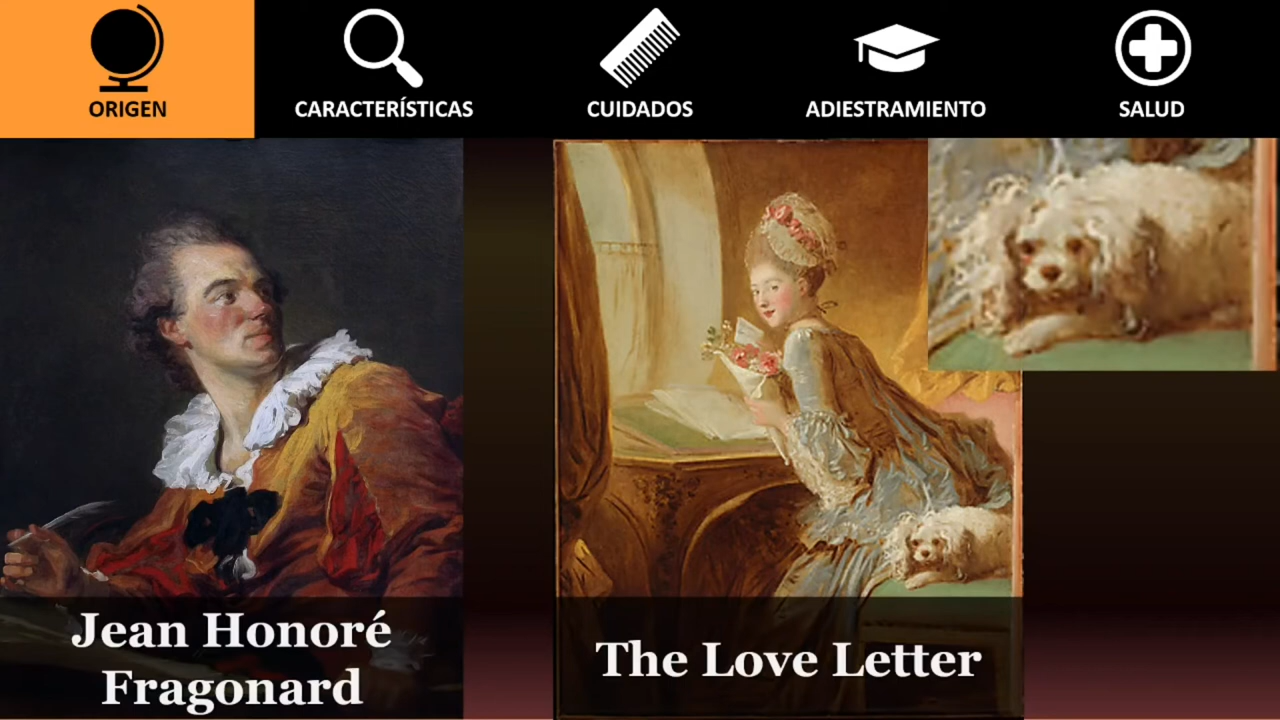 ORIGEN
CARACTERÍSTICAS
CUIDADOS
ADIESTRAMIENTO
SALUD
Jean Honoré
Fragonard
The Love Letter